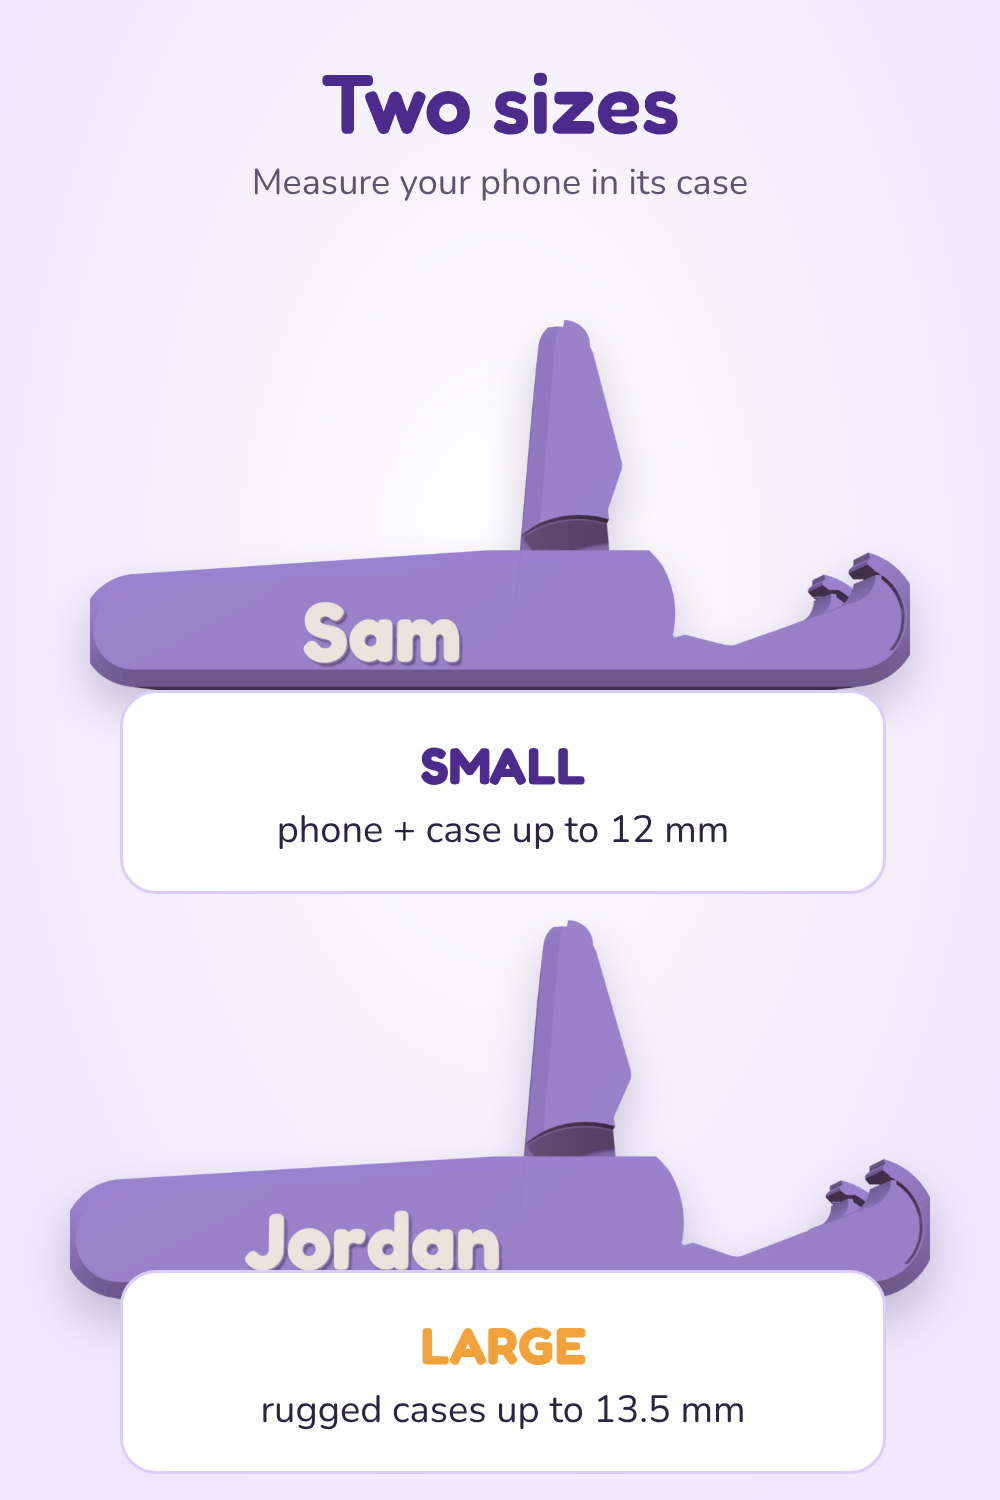 Two sizes
Measure your phone in its case
Sam
SMALL
phone + case up to 12 mm
Jordan
LARGE
rugged cases up to 13.5 mm